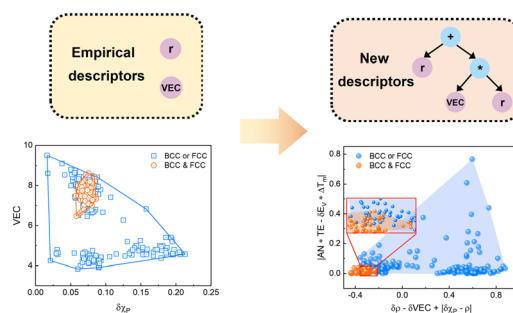 Empirical
descriptors
r
VEC
New
descriptors
+
r
*
VEC
r
10
8
6
4
VEC
BCC or FCC
BCC & FCC
0.00
0.05
0.10
0.15
0.20
0.25
δχP
0.8
0.6
0.4
0.2
0.0
|AN * TE - δEV * ΔTm|
BCC or FCC
BCC & FCC
-0.4
0.0
0.4
0.8
δρ - δVEC + |δχP - ρ|